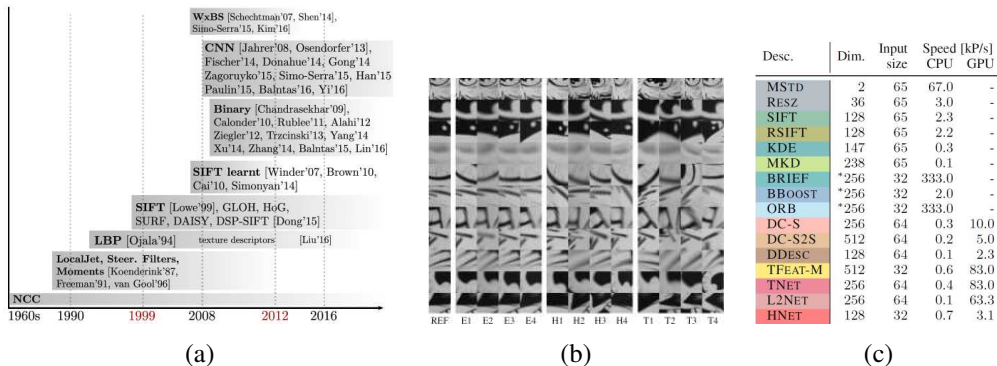 WxBS [Schechtman'07, Shen'14],
Simo-Serra'15, Kim'16]
CNN [Jahrer'08, Osendorfer'13],
Fischer'14, Donahue'14, Gong'14
Zagoruyko'15, Simo-Serra'15, Han'15
Paulin'15, Balntas'16, Yi'16]
Binary [Chandrasekhar'09],
Calonder'10, Rublee'11, Alahi'12
Ziegler'12, Trzcinski'13, Yang'14
Xu'14, Zhang'14, Balntas'15, Lin'16]
SIFT learnt [Winder'07, Brown'10,
Cai'10, Simonyan'14]
SIFT [Lowe'99], GLOH, HoG,
SURF, DAISY, DSP-SIFT [Dong'15]
LBP [Ojala'94] texture descriptors [Liu'16]
LocalJet, Steer. Filters,
Moments [Koenderink'87,
Freeman'91, van Gool'96]
NCC
1960s 1990 1999 2008 2012 2016
(a)
REF E1 E2 E3 E4 H1 H2 H3 H4 T1 T2 T3 T4
(b)
Desc. Dim. Input size Speed [kP/s] CPU GPU
MSTD 2 65 67.0 -
RESZ 36 65 3.0 -
SIFT 128 65 2.3 -
RSIFT 128 65 2.2 -
KDE 147 65 0.3 -
MKD 238 65 0.1 -
BRIEF *256 32 333.0 -
BBOOST *256 32 2.0 -
ORB *256 32 333.0 -
DC-S 256 64 0.3 10.0
DC-S2S 512 64 0.2 5.0
DDESC 128 64 0.1 2.3
TFEAT-M 512 32 0.6 83.0
TNET 256 64 0.4 83.0
L2NET 256 64 0.1 63.3
HNET 128 32 0.7 3.1
(c)